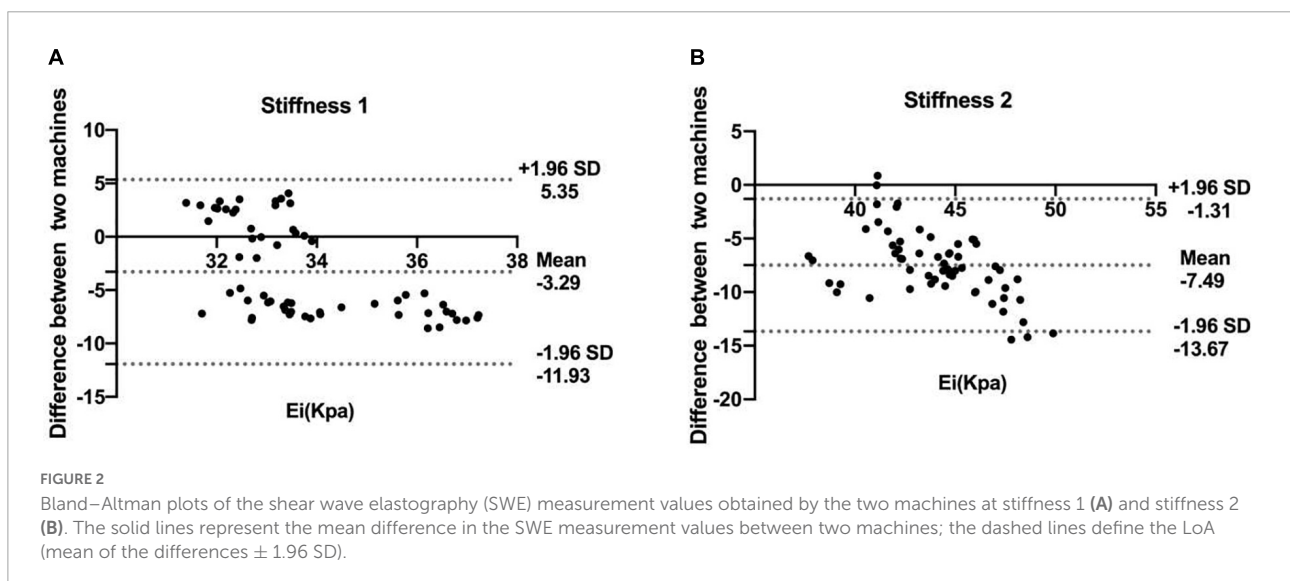 A
Stiffness 1
Difference between two machines
10
5
0
-5
-10
-15
32
34
36
38
+1.96 SD
5.35
Mean
-3.29
-1.96 SD
-11.93
Ei(Kpa)
B
Stiffness 2
Difference between two machines
5
0
-5
-10
-15
-20
40
45
50
55
+1.96 SD
-1.31
Mean
-7.49
-1.96 SD
-13.67
Ei(Kpa)
FIGURE 2
Bland–Altman plots of the shear wave elastography (SWE) measurement values obtained by the two machines at stiffness 1 (A) and stiffness 2
(B). The solid lines represent the mean difference in the SWE measurement values between two machines; the dashed lines define the LoA
(mean of the differences ± 1.96 SD).